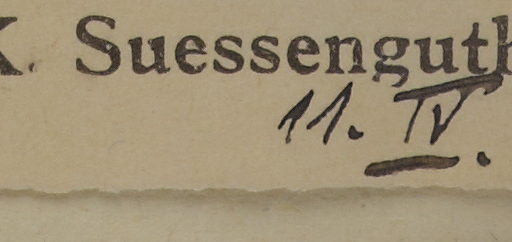 K. Suessenguth
11. IV.